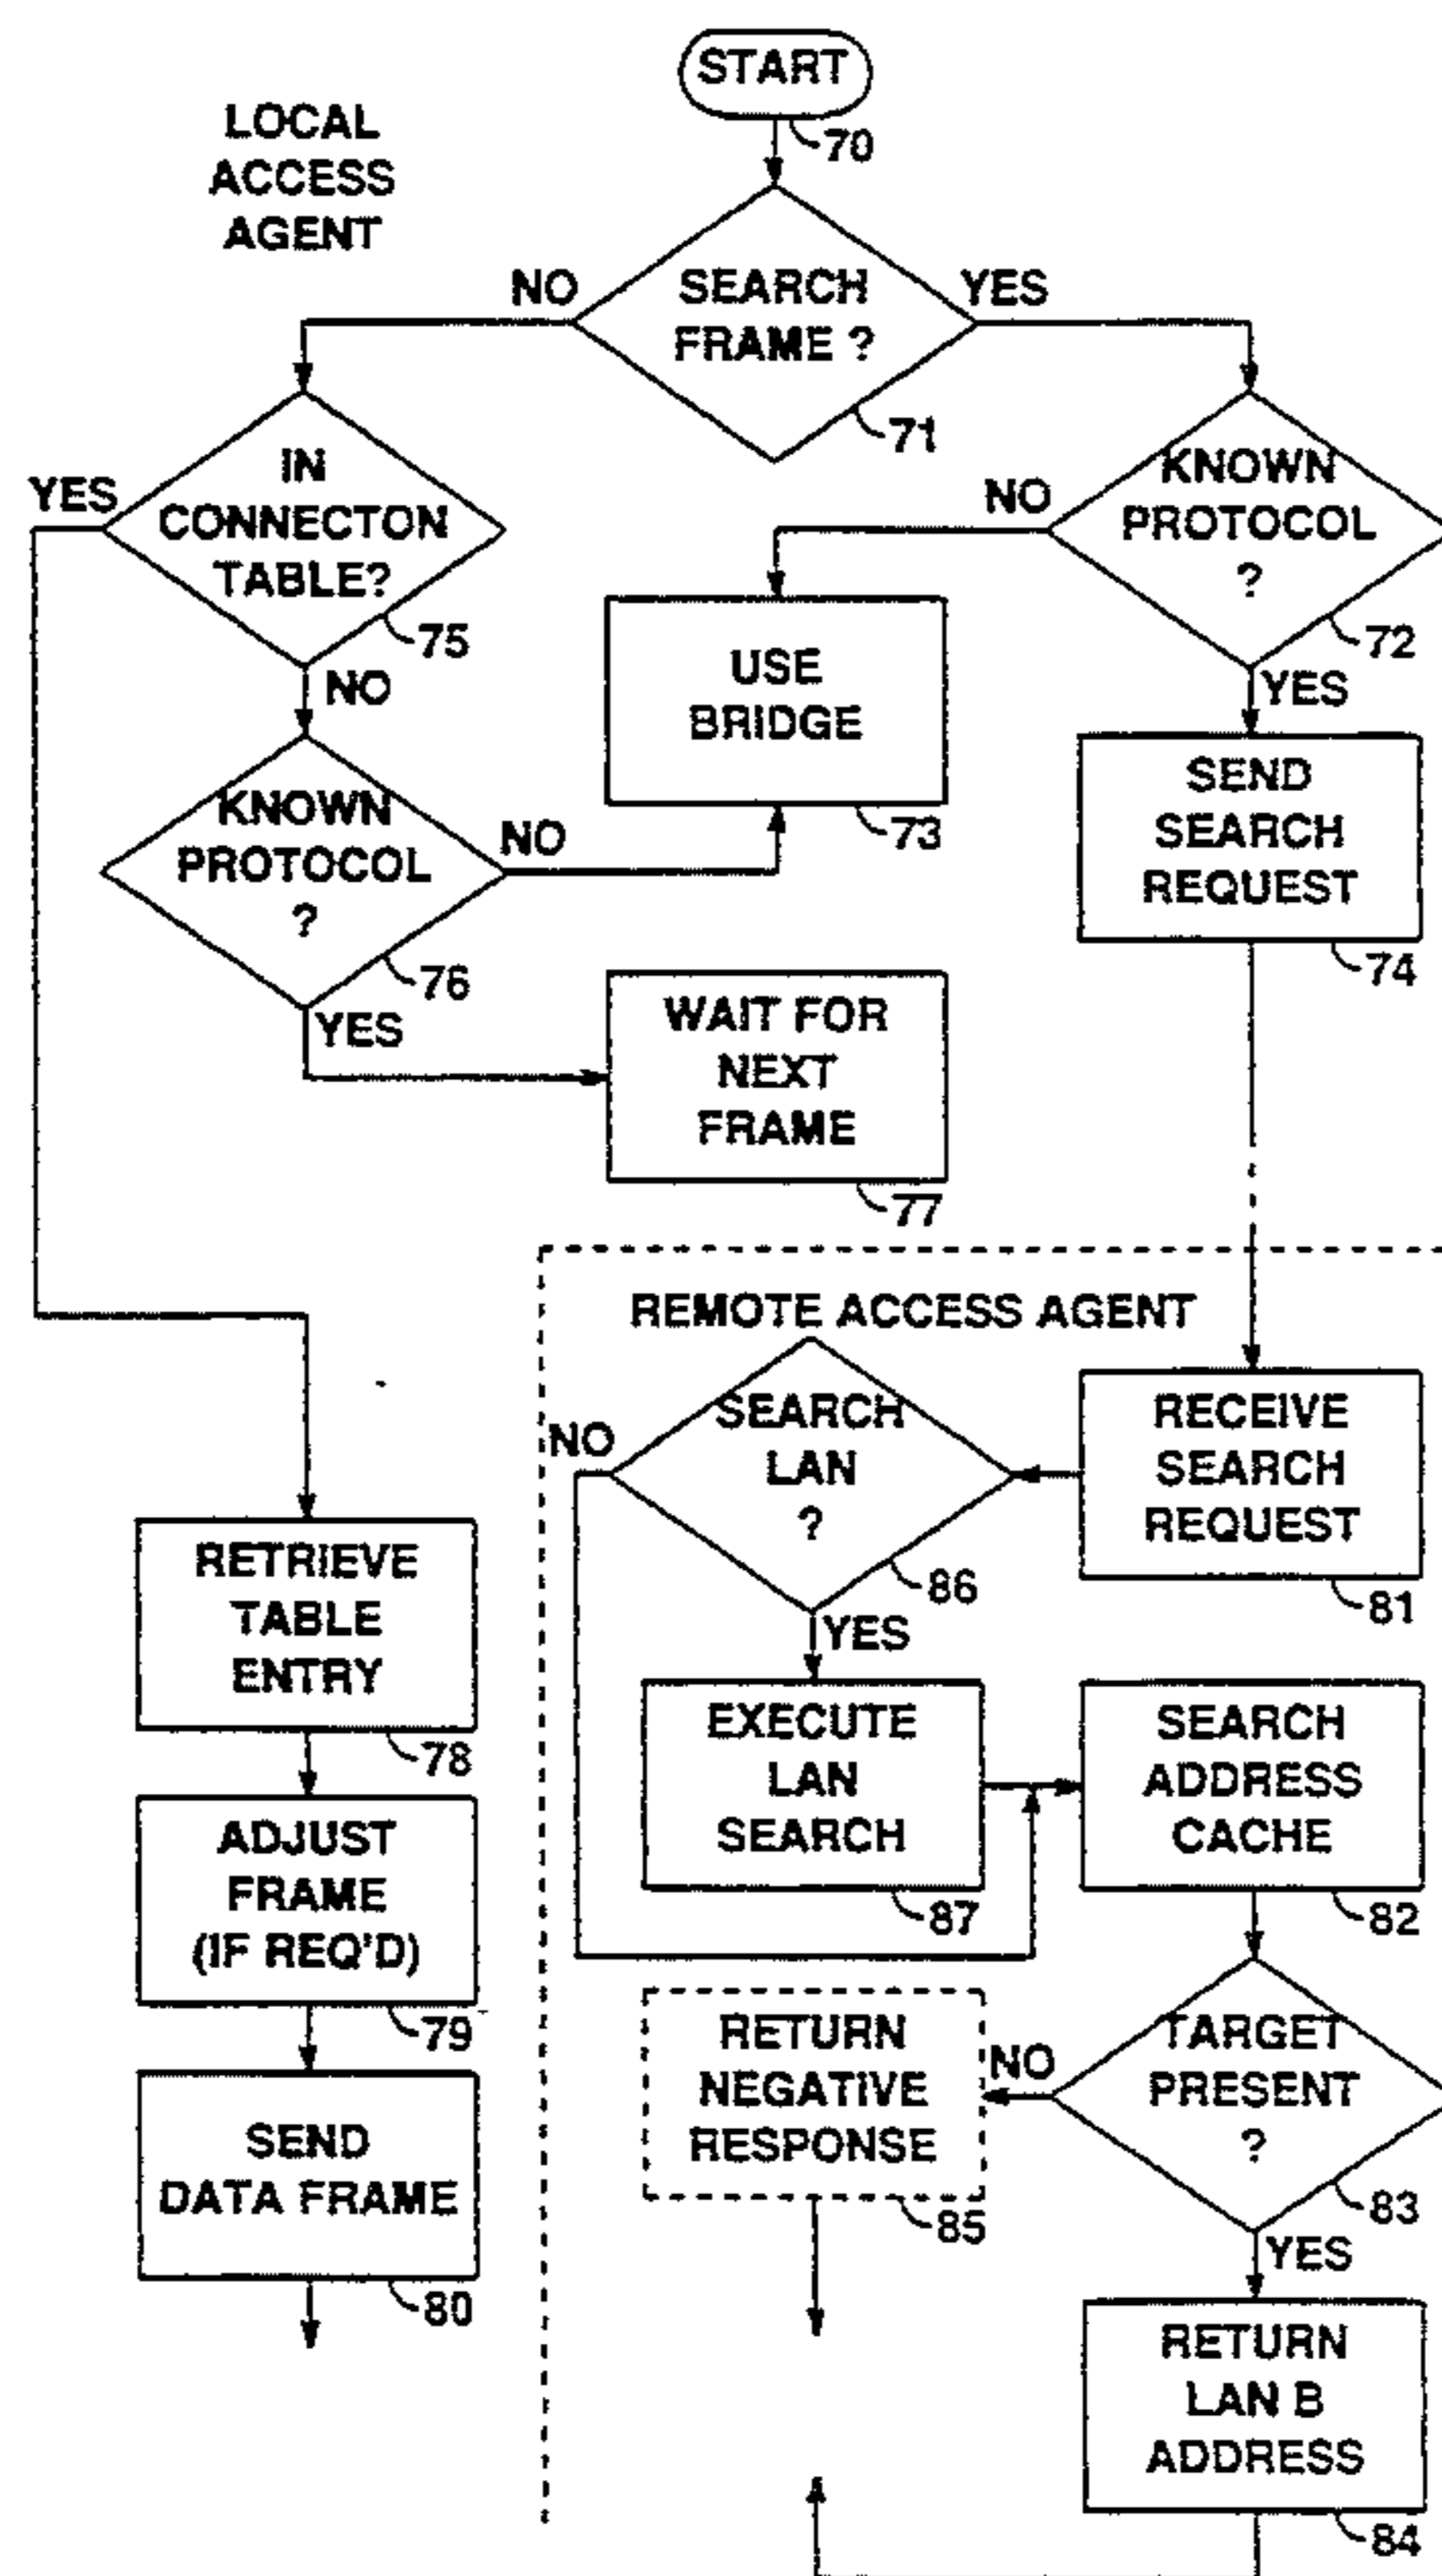 START
70
LOCAL
ACCESS
AGENT
NO
SEARCH
FRAME ?
YES
71
YES
IN
CONNECTON
TABLE?
75
NO
NO
KNOWN
PROTOCOL
?
72
YES
USE
BRIDGE
73
KNOWN
PROTOCOL
?
NO
76
YES
SEND
SEARCH
REQUEST
74
WAIT FOR
NEXT
FRAME
77
REMOTE ACCESS AGENT
NO
SEARCH
LAN
?
86
YES
RECEIVE
SEARCH
REQUEST
81
RETRIEVE
TABLE
ENTRY
78
EXECUTE
LAN
SEARCH
87
SEARCH
ADDRESS
CACHE
82
ADJUST
FRAME
(IF REQ'D)
79
RETURN
NEGATIVE
RESPONSE
85
NO
TARGET
PRESENT
?
83
YES
SEND
DATA FRAME
80
RETURN
LAN B
ADDRESS
84